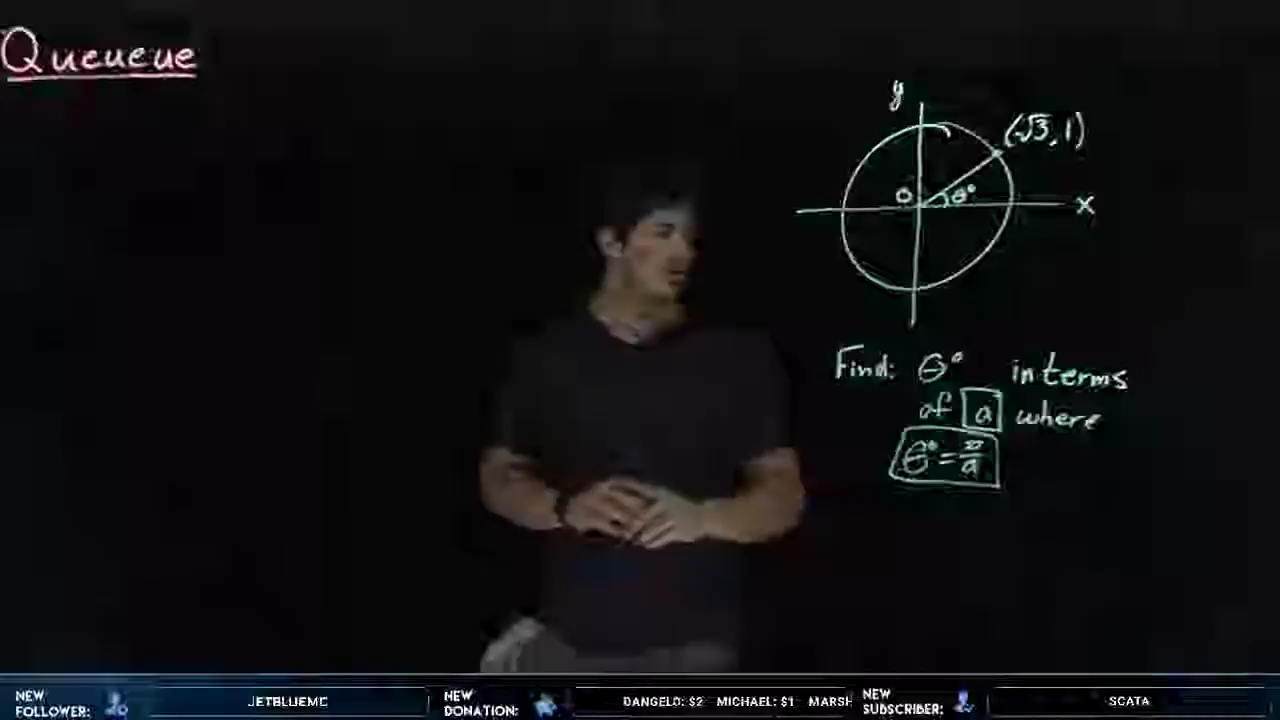 Queueue
y
(√3, 1)
O θ°
x
Find: θ° in terms
of a where
θ° = π/a
NEW FOLLOWER:
JETBLUEMC
NEW DONATION:
DANGELO: $2 MICHAEL: $1 MARSH
NEW SUBSCRIBER:
SCATA